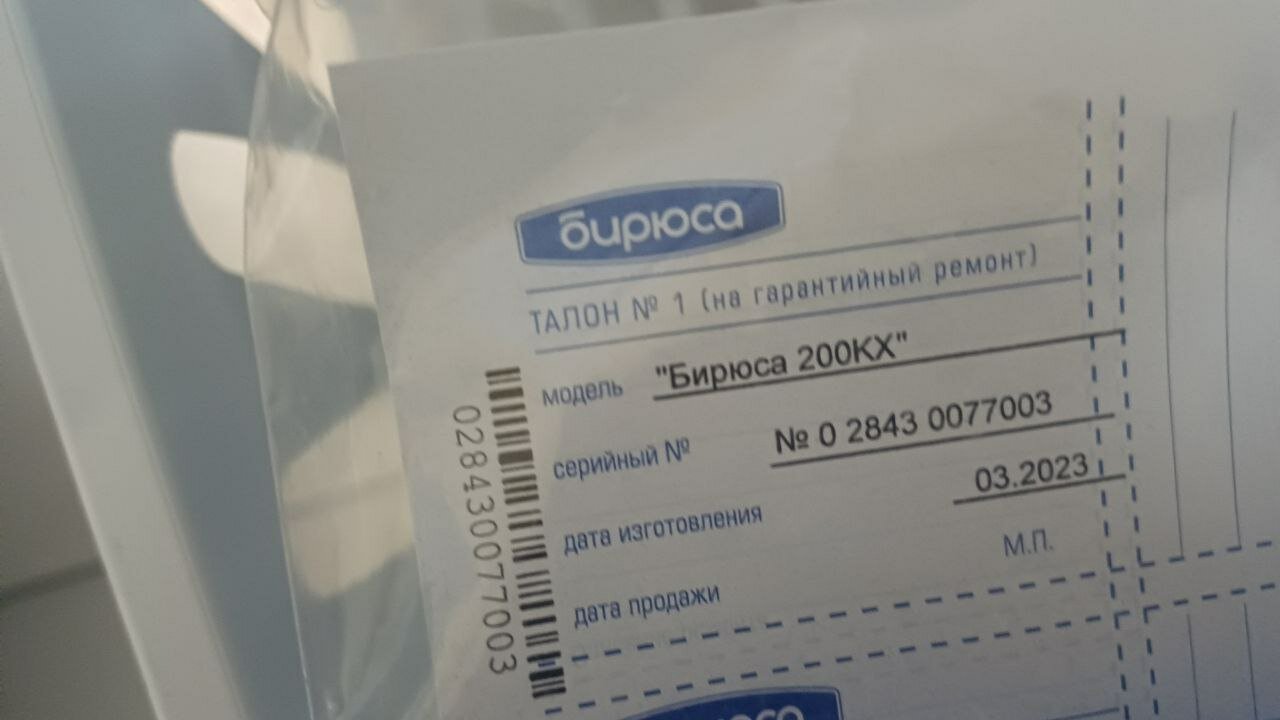 бирюса
ТАЛОН № 1 (на гарантийный ремонт)
модель "Бирюса 200КХ"
серийный № № 0 2843 0077003
дата изготовления 03.2023
дата продажи М.П.
028430077003